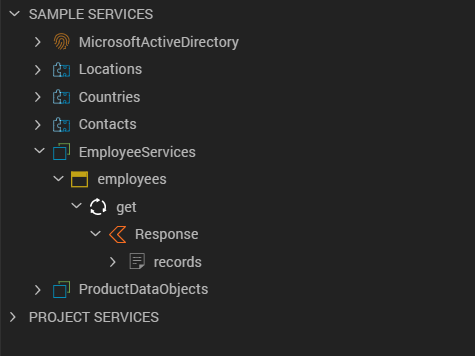 SAMPLE SERVICES
MicrosoftActiveDirectory
Locations
Countries
Contacts
EmployeeServices
employees
get
Response
records
ProductDataObjects
PROJECT SERVICES